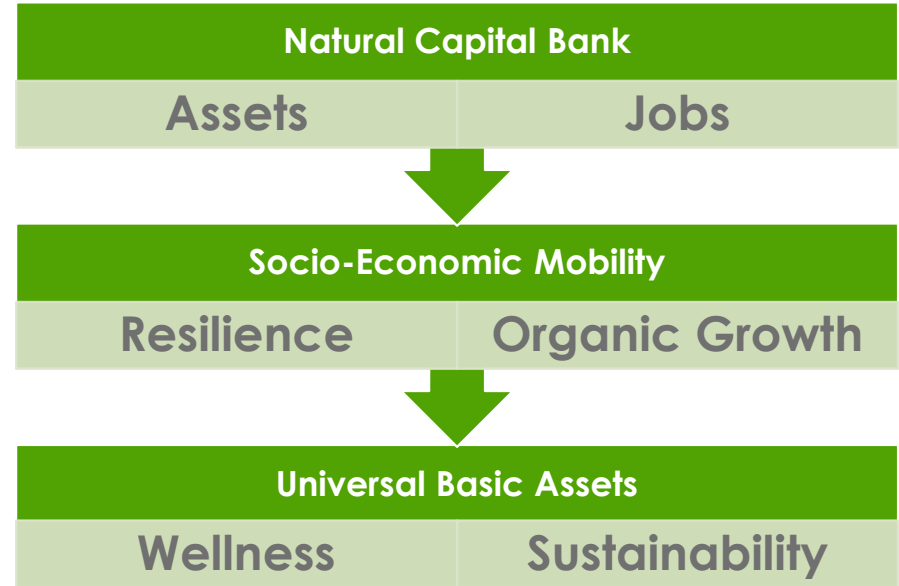 Natural Capital Bank
Assets Jobs
Socio-Economic Mobility
Resilience Organic Growth
Universal Basic Assets
Wellness Sustainability